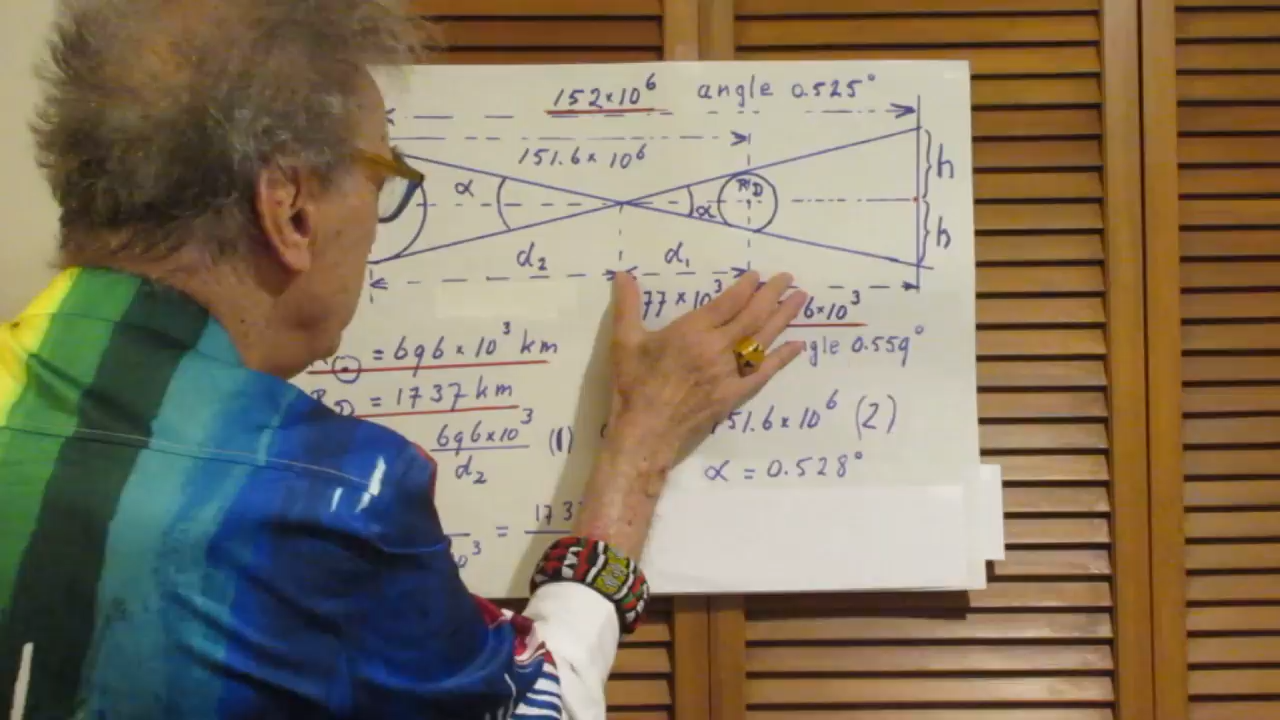 152×10⁶ angle 0.525°
151.6×10⁶
α α R☽ h
h
d₂ d₁
77×10³ 6×10³
R☉ = 696×10³ km gle 0.559°
R☽ = 1737 km
696×10³ / d₂ (1) 151.6×10⁶ (2)
α = 0.528°
= 173